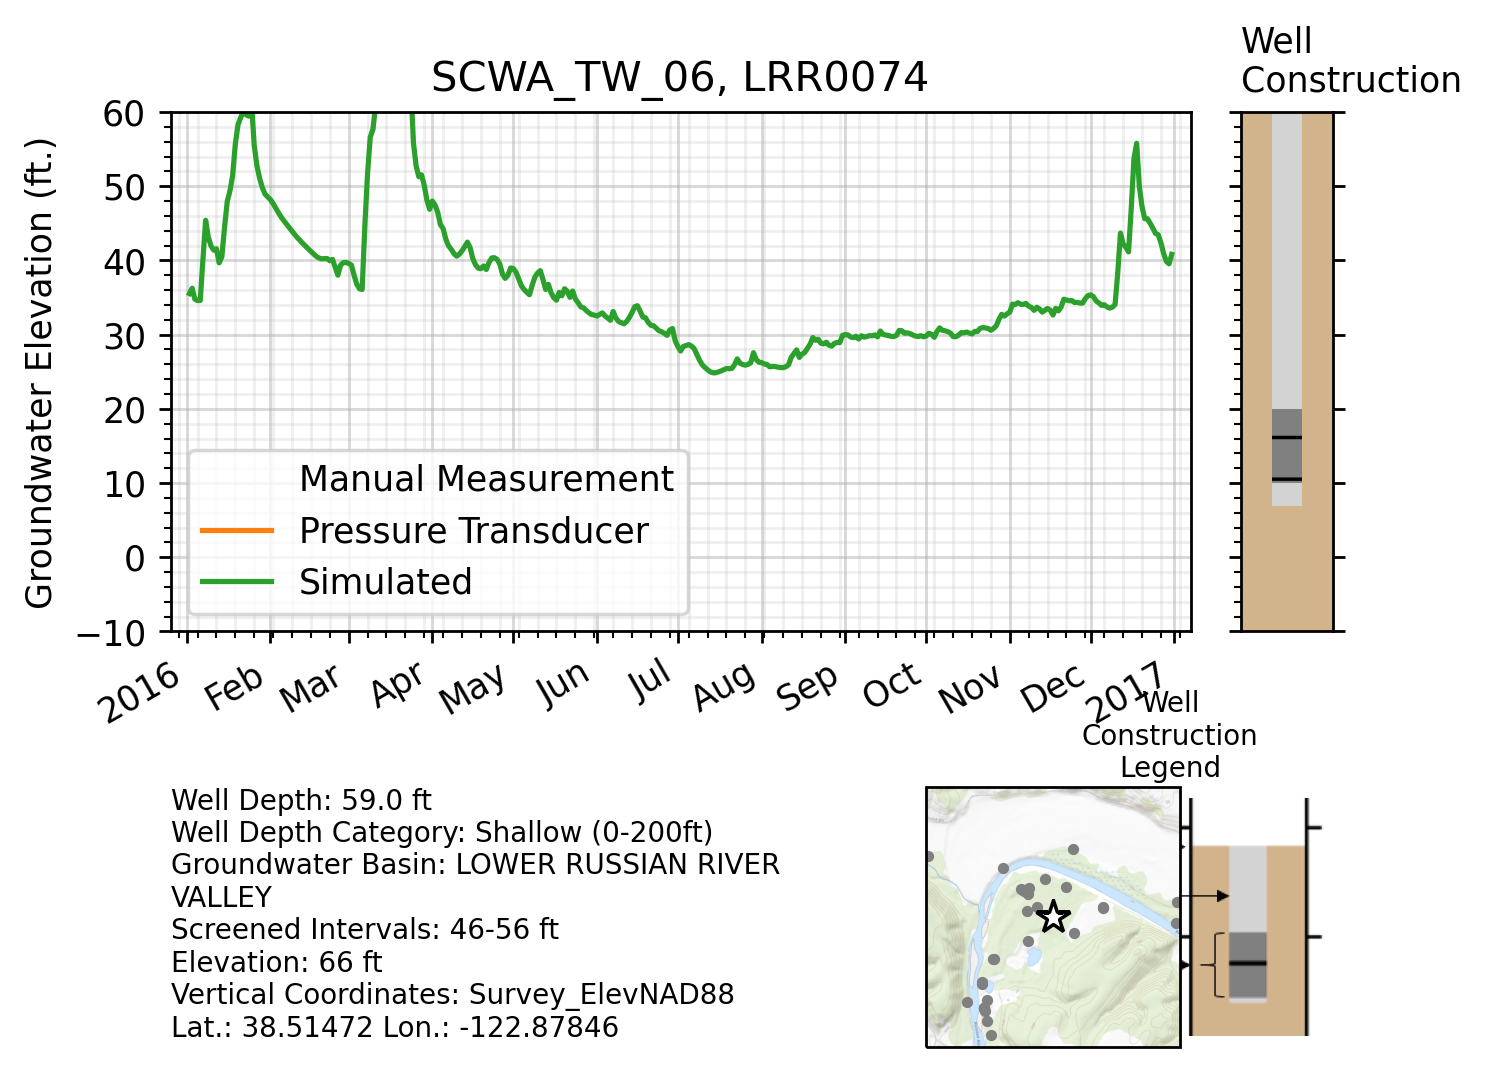 Well
Construction
SCWA_TW_06, LRR0074
Groundwater Elevation (ft.)
60
50
40
30
20
10
0
−10
Manual Measurement
Pressure Transducer
Simulated
2016 Feb Mar Apr May Jun Jul Aug Sep Oct Nov Dec 2017
Well
Construction
Legend
Well Depth: 59.0 ft
Well Depth Category: Shallow (0-200ft)
Groundwater Basin: LOWER RUSSIAN RIVER
VALLEY
Screened Intervals: 46-56 ft
Elevation: 66 ft
Vertical Coordinates: Survey_ElevNAD88
Lat.: 38.51472 Lon.: -122.87846